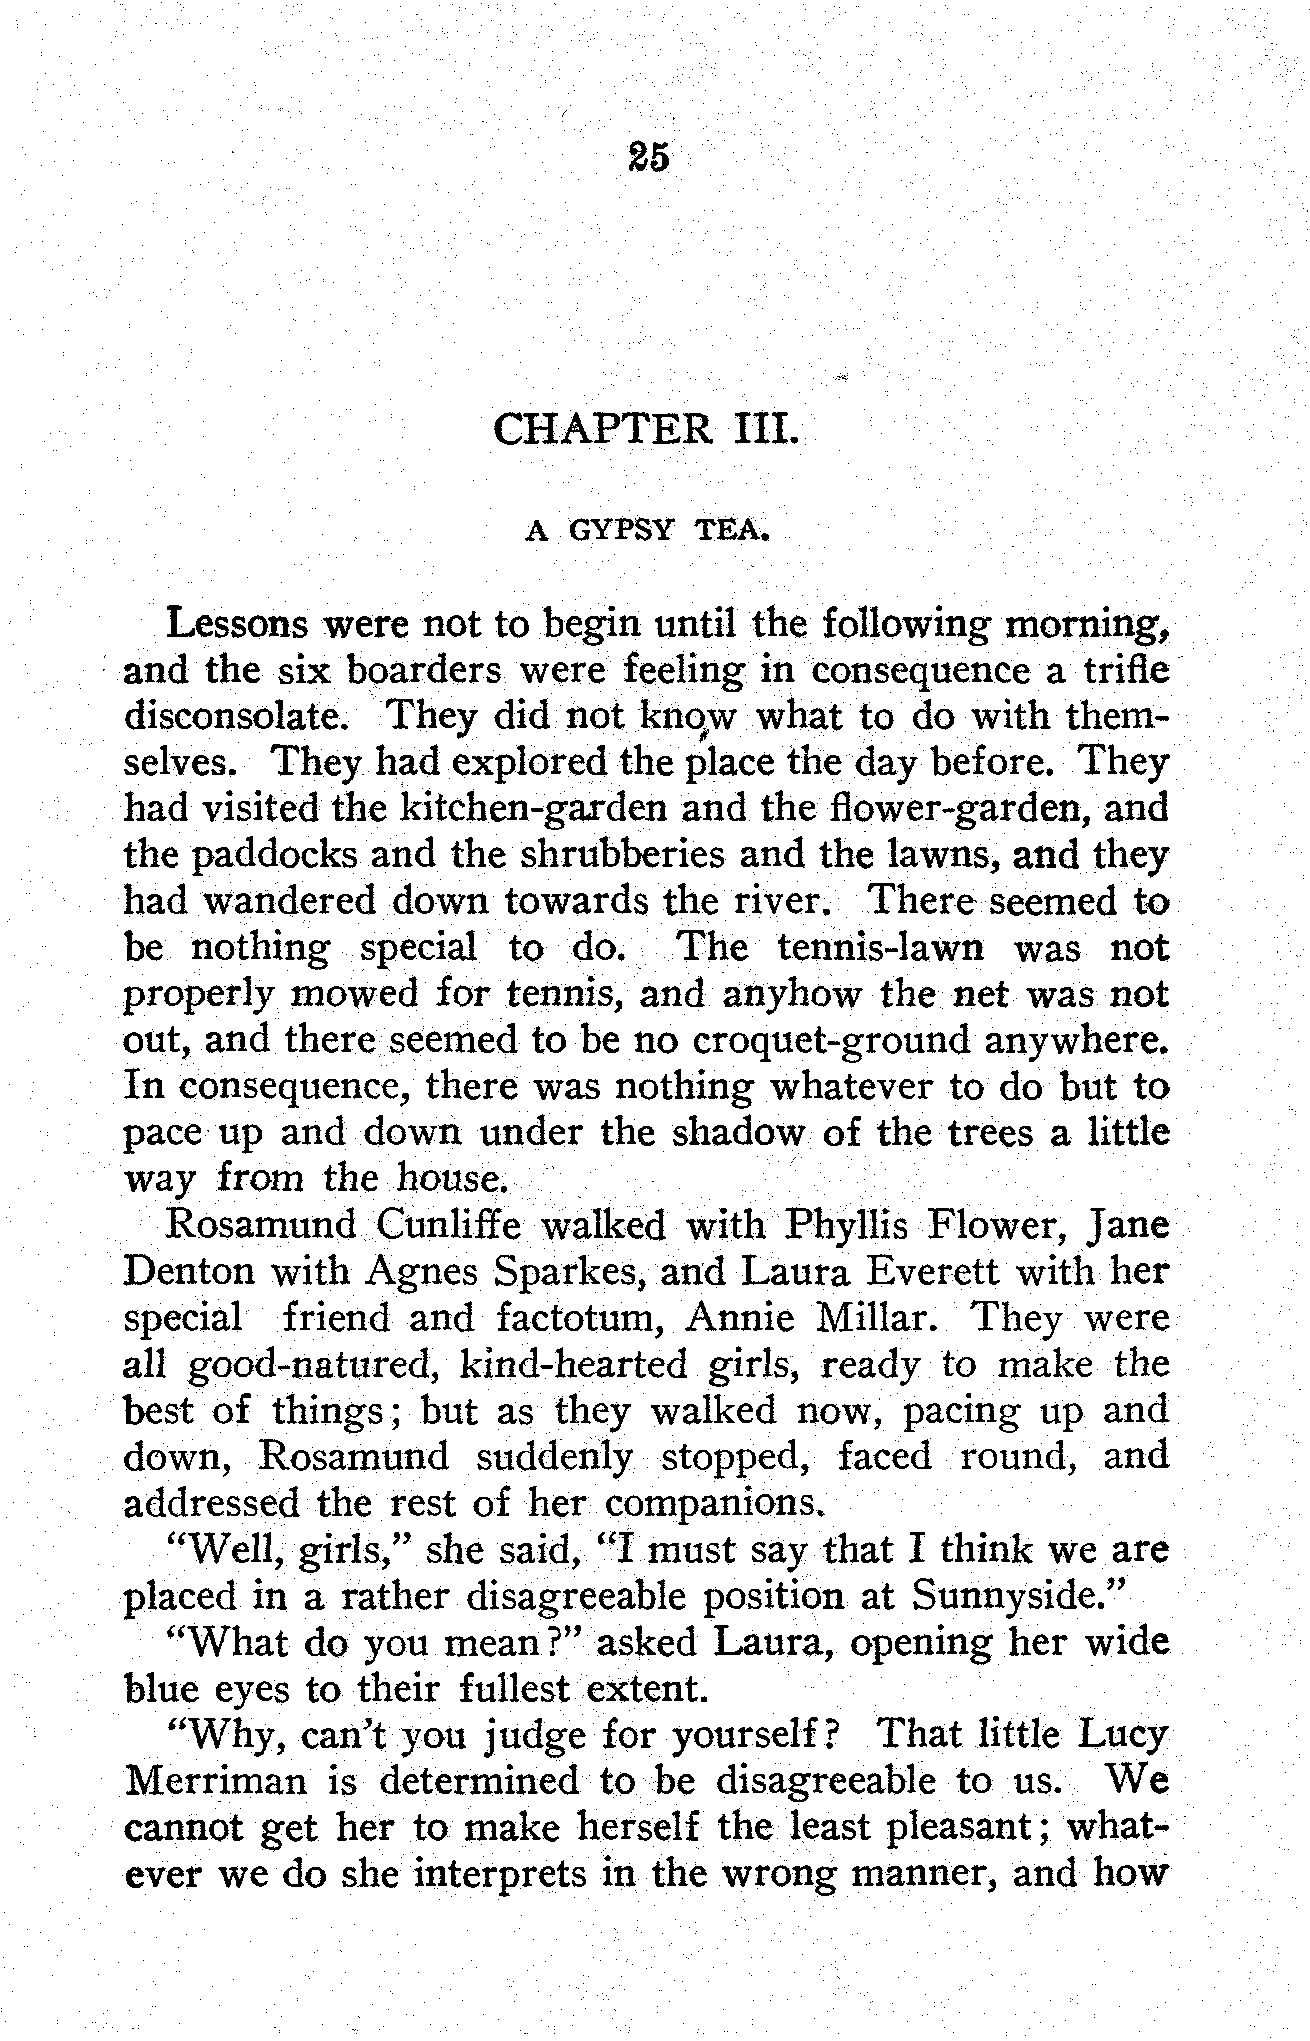 25
CHAPTER III.
A GYPSY TEA.
Lessons were not to begin until the following morning,
and the six boarders were feeling in consequence a trifle
disconsolate. They did not know what to do with them-
selves. They had explored the place the day before. They
had visited the kitchen-garden and the flower-garden, and
the paddocks and the shrubberies and the lawns, and they
had wandered down towards the river. There seemed to
be nothing special to do. The tennis-lawn was not
properly mowed for tennis, and anyhow the net was not
out, and there seemed to be no croquet-ground anywhere.
In consequence, there was nothing whatever to do but to
pace up and down under the shadow of the trees a little
way from the house.
Rosamund Cunliffe walked with Phyllis Flower, Jane
Denton with Agnes Sparkes, and Laura Everett with her
special friend and factotum, Annie Millar. They were
all good-natured, kind-hearted girls, ready to make the
best of things; but as they walked now, pacing up and
down, Rosamund suddenly stopped, faced round, and
addressed the rest of her companions.
“Well, girls,” she said, “I must say that I think we are
placed in a rather disagreeable position at Sunnyside.”
“What do you mean?” asked Laura, opening her wide
blue eyes to their fullest extent.
“Why, can’t you judge for yourself? That little Lucy
Merriman is determined to be disagreeable to us. We
cannot get her to make herself the least pleasant; what-
ever we do she interprets in the wrong manner, and how